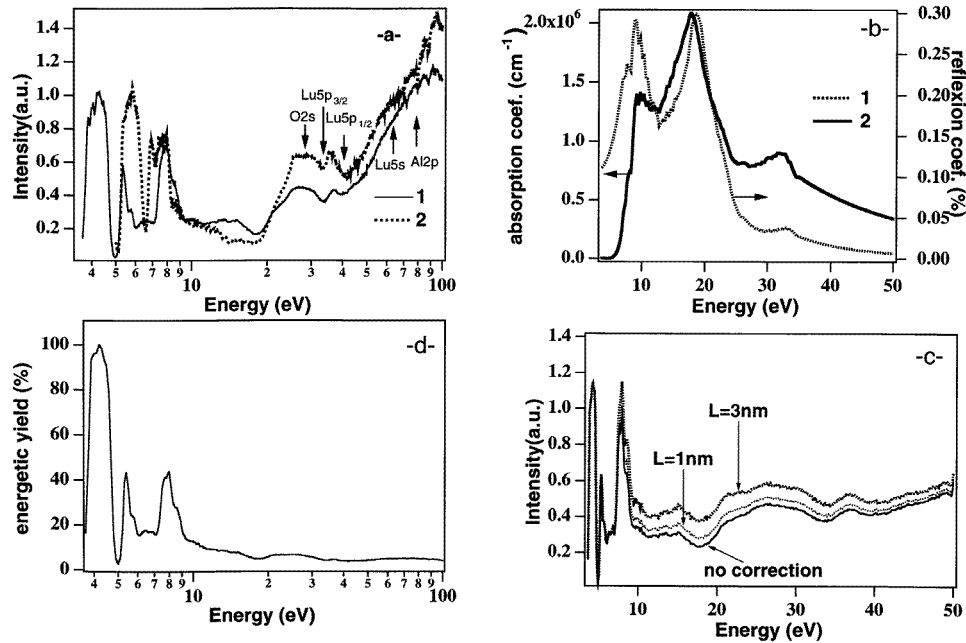 -a-
Intensity(a.u.)
1.4
1.2
1.0
0.8
0.6
0.4
0.2
Lu5p3/2
O2s
Lu5p1/2
Lu5s
Al2p
1
2
4 5 6 7 8 9 10 2 3 4 5 6 7 8 9 100
Energy (eV)
-b-
absorption coef. (cm-1)
2.0x10^6
1.5
1.0
0.5
0.0
1
2
0.30
0.25
0.20
0.15
0.10
0.05
0.00
reflexion coef. (%)
10 20 30 40 50
Energy (eV)
-d-
energetic yield (%)
100
80
60
40
20
0
4 5 6 7 8 9 10 2 3 4 5 6 7 8 9 100
Energy (eV)
-c-
Intensity(a.u.)
1.4
1.2
1.0
0.8
0.6
0.4
0.2
L=3nm
L=1nm
no correction
10 20 30 40 50
Energy (eV)